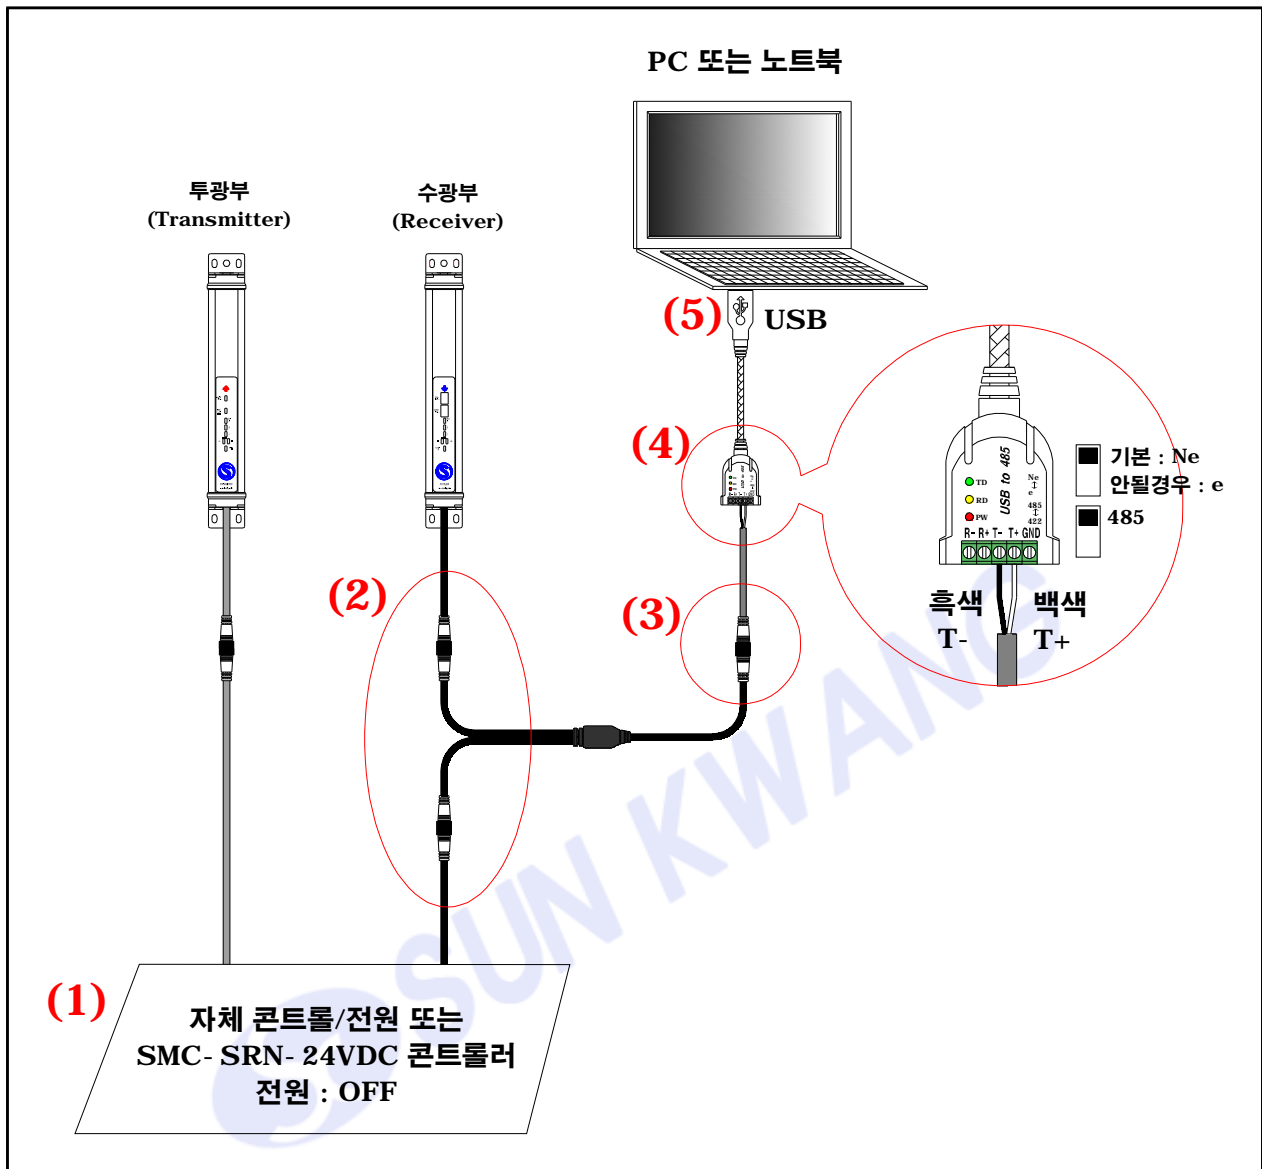 PC 또는 노트북
투광부
(Transmitter)
수광부
(Receiver)
(5)
USB
(4)
USB to 485
TD
RD
PW
Ne
e
485
422
R- R+ T- T+ GND
기본 : Ne
안될경우 : e
485
흑색
T-
백색
T+
(2)
(3)
(1)
자체 콘트롤/전원 또는
SMC- SRN- 24VDC 콘트롤러
전원 : OFF
SUN KWANG